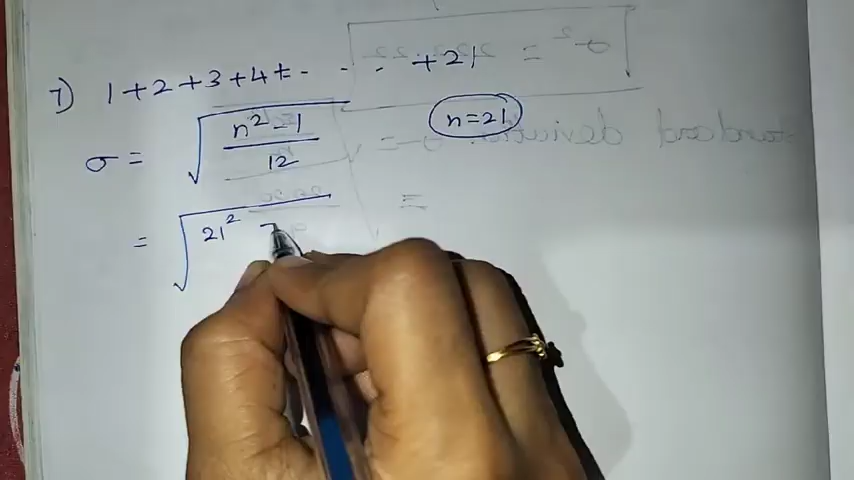 7) 1+2+3+4+- - - - +21
σ = √((n²-1)/12) n=21
= √(21² -